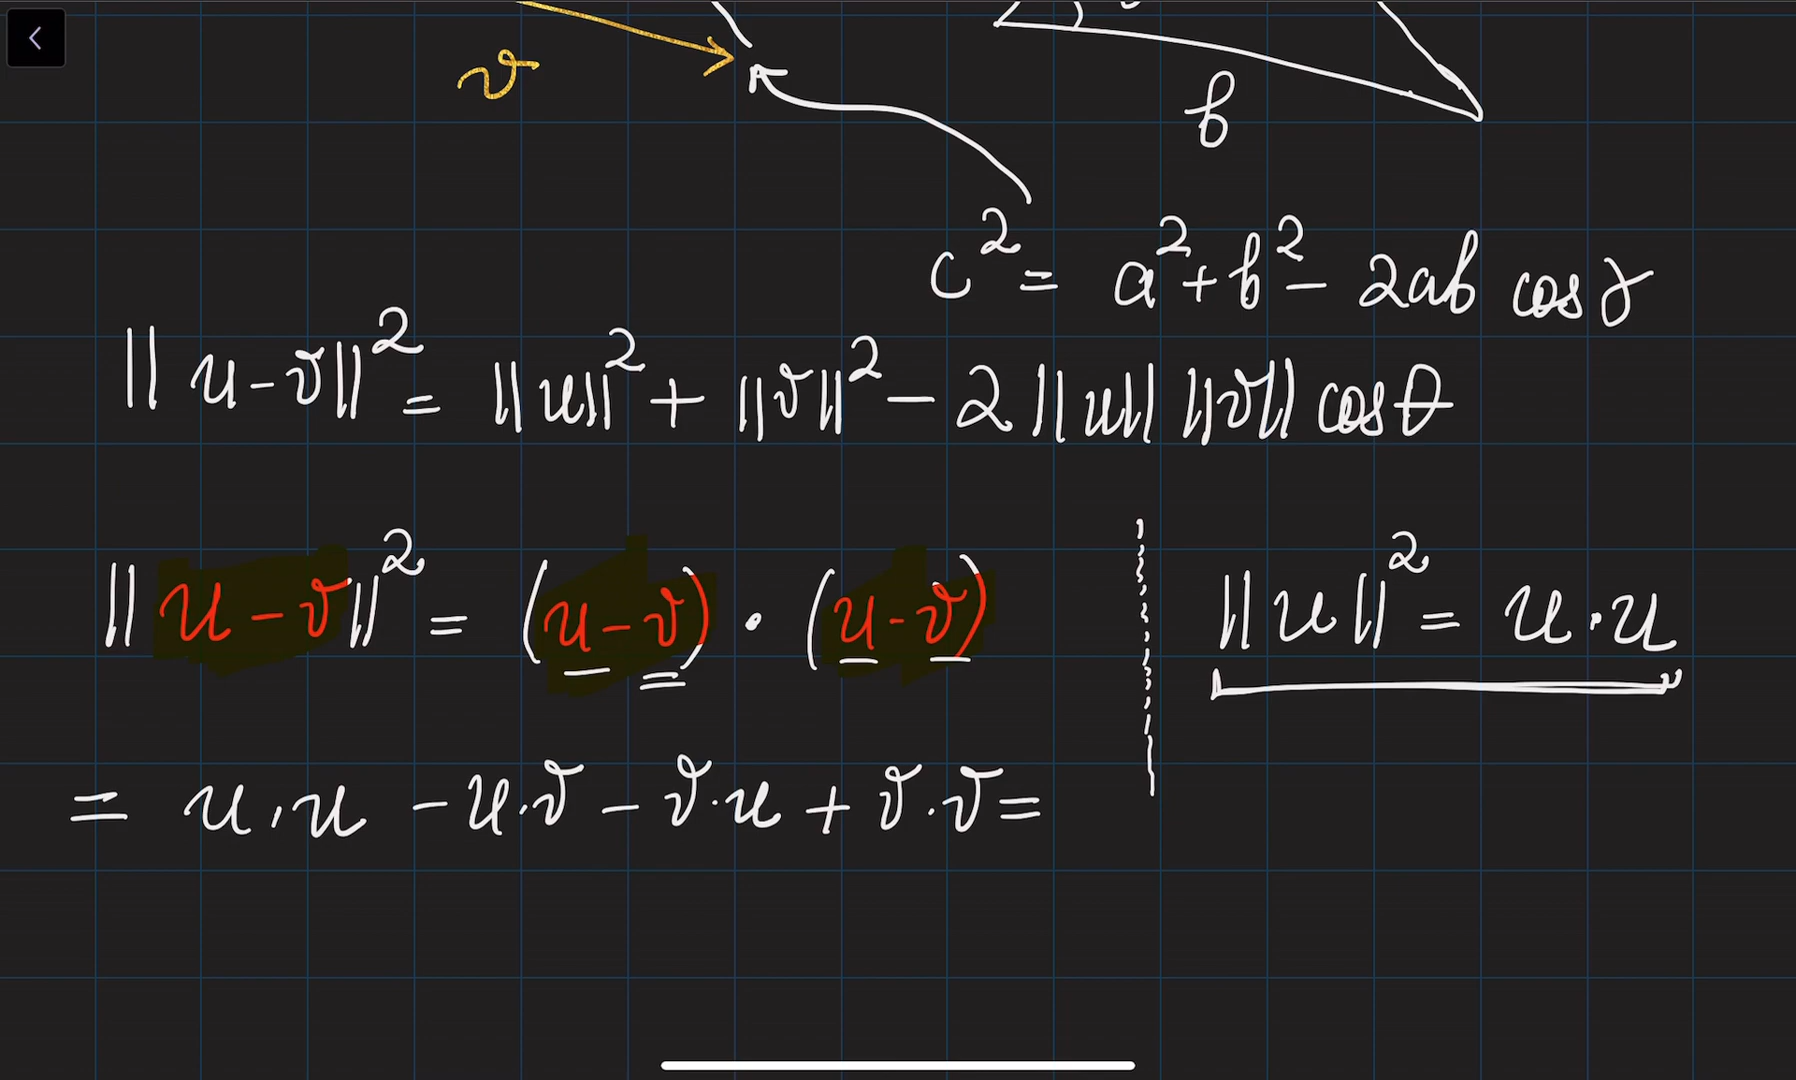 v
b
c² = a² + b² - 2ab cos γ
|| u - v ||² = || u ||² + || v ||² - 2 || u || || v || cos θ
|| u - v ||² = (u - v) · (u - v)
|| u ||² = u · u
= u · u - u · v - v · u + v · v =